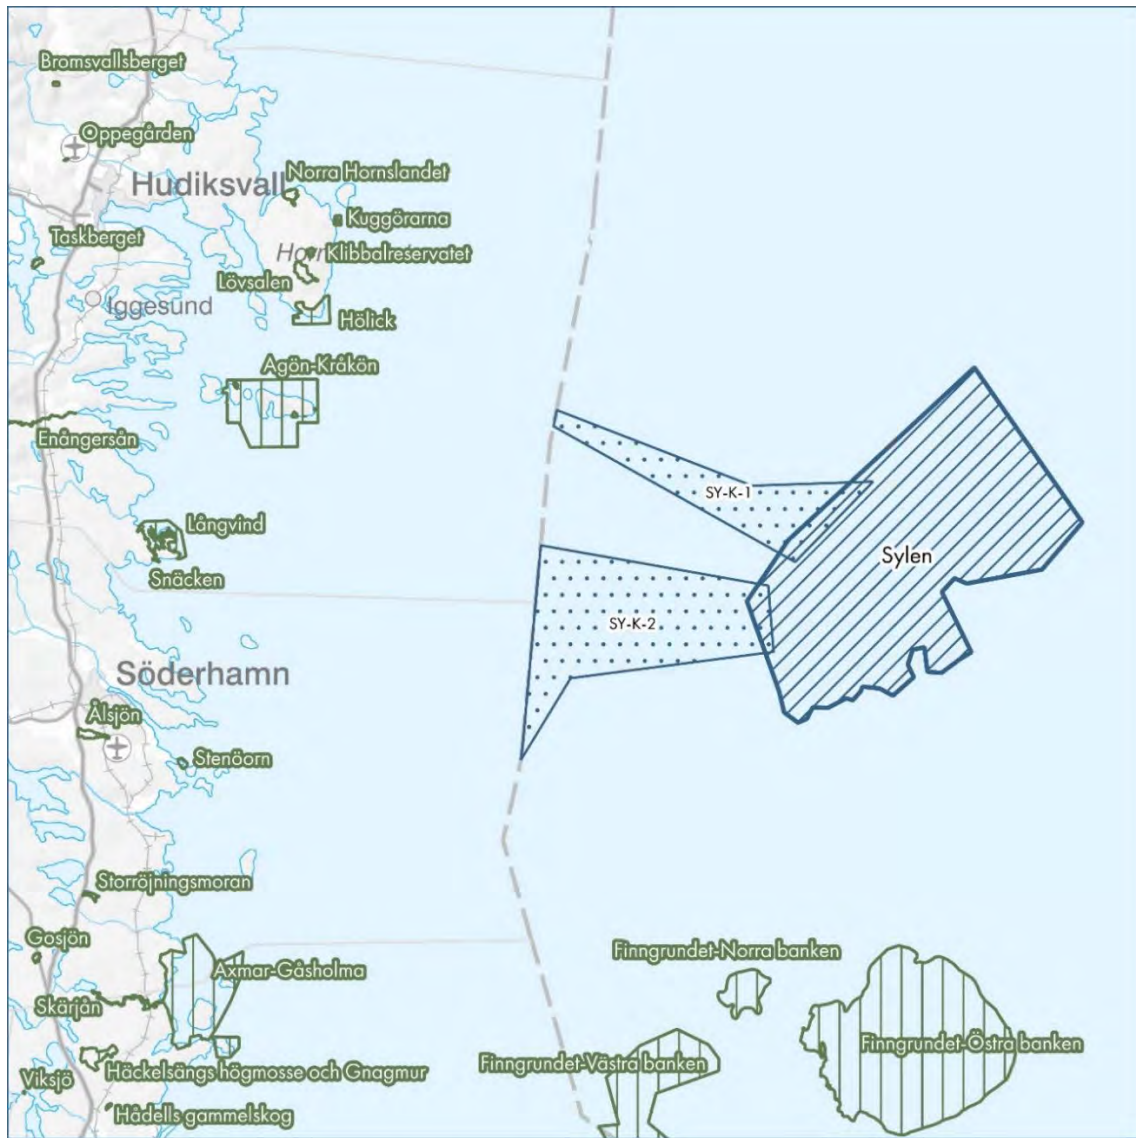 Bromsvallsberget
Oppegården
Norra Hornslandet
Hudiksvall
Kuggörarna
Taskberget
Klibbalreservatet
Lövsalen
Iggesund
Hölick
Agön-Kråkön
Enångersån
SY-K-1
Långvind
Sylen
Snäcken
SY-K-2
Söderhamn
Ålsjön
Stenöorn
Storröjningsmoran
Gosjön
Finngrundet-Norra banken
Axmar-Gåsholma
Skärjån
Finngrundet-Östra banken
Finngrundet-Västra banken
Häckelsängs högmosse och Gnagmur
Viksjö
Hådells gammelskog